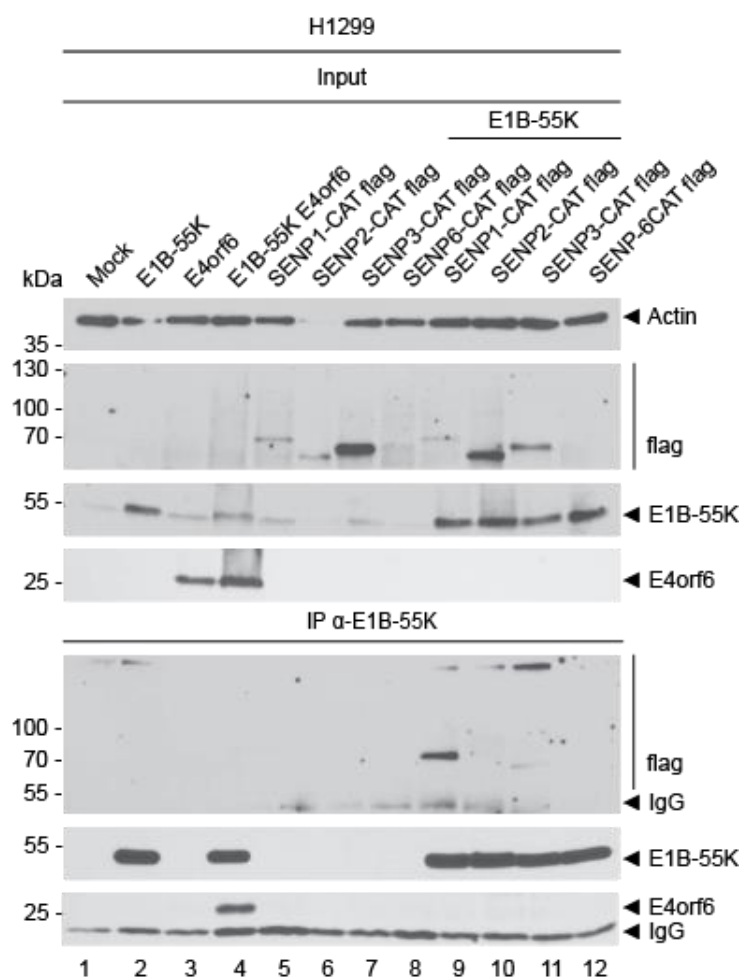 H1299
Input
E1B-55K
Mock
E1B-55K
E4orf6
E1B-55K E4orf6
SENP1-CAT flag
SENP2-CAT flag
SENP3-CAT flag
SENP6-CAT flag
SENP1-CAT flag
SENP2-CAT flag
SENP3-CAT flag
SENP-6CAT flag
kDa
Actin
35 -
130 -
100 -
70 -
flag
55 -
E1B-55K
25 -
E4orf6
IP α-E1B-55K
100 -
70 -
flag
55 -
IgG
55 -
E1B-55K
25 -
E4orf6
IgG
1 2 3 4 5 6 7 8 9 10 11 12